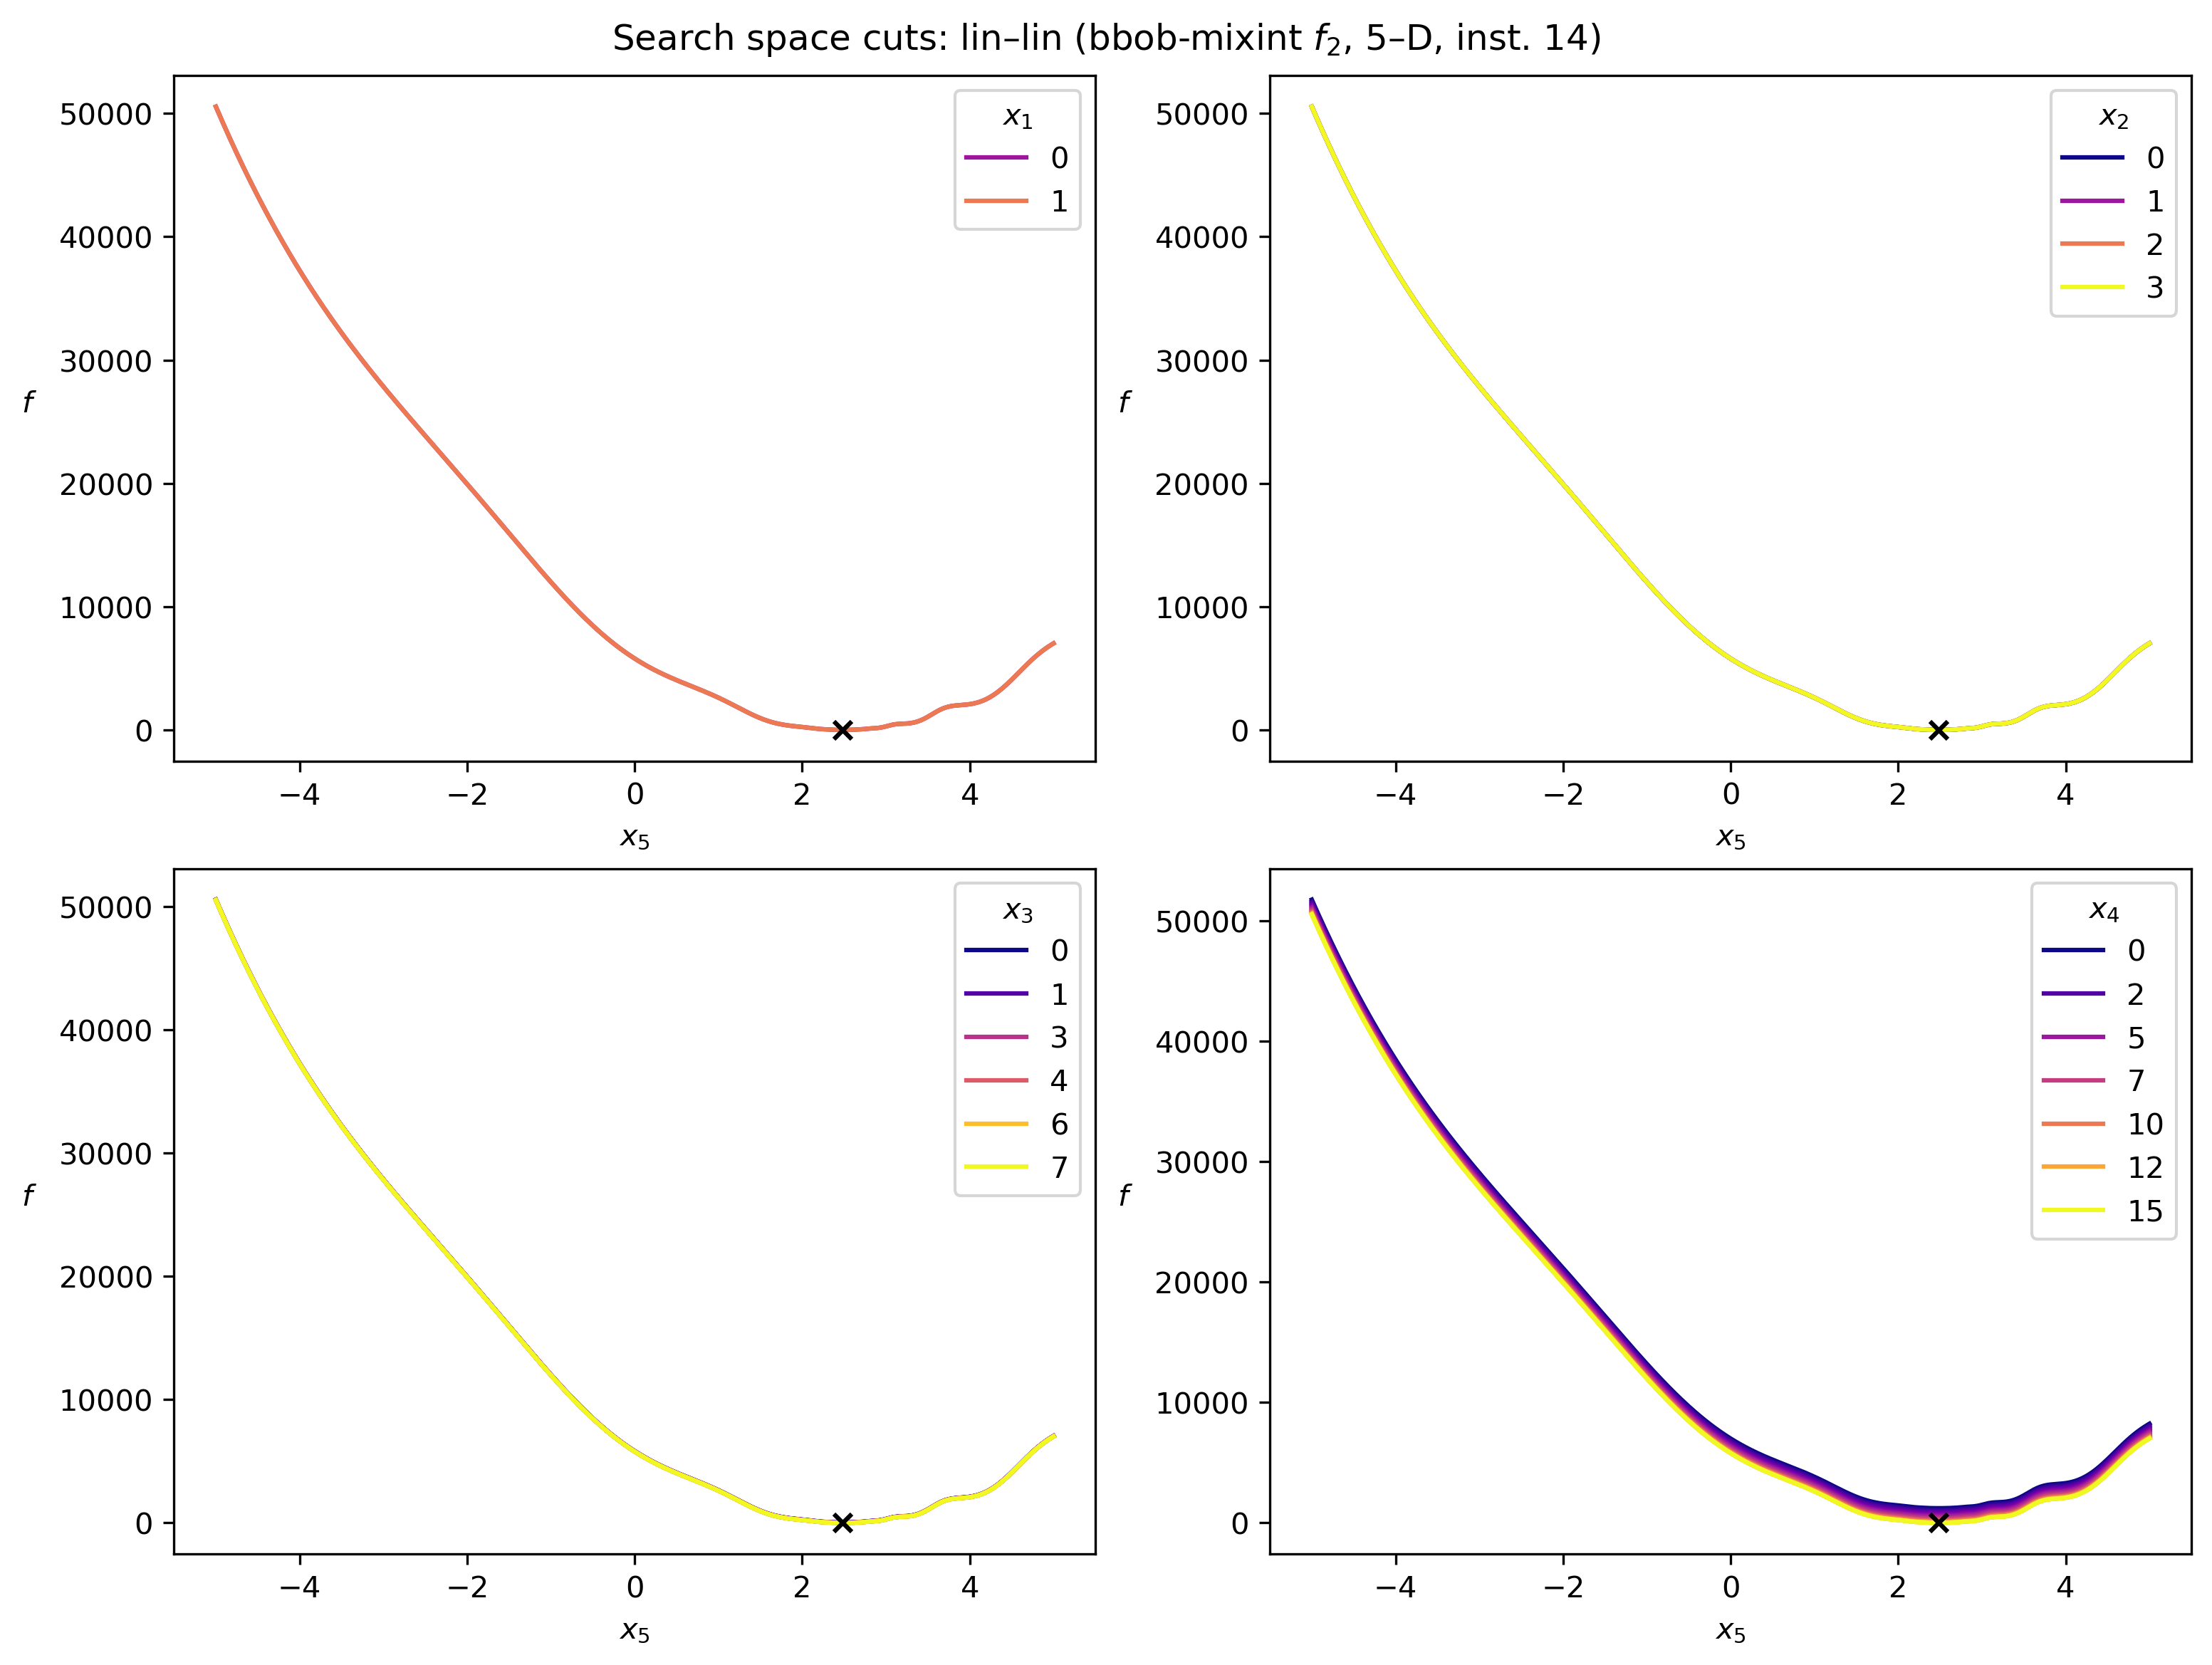 Search space cuts: lin–lin (bbob-mixint f₂, 5–D, inst. 14)
50000
40000
30000
20000
10000
0
f
x₁
0
1
−4 −2 0 2 4
x₅
50000
40000
30000
20000
10000
0
f
x₂
0
1
2
3
−4 −2 0 2 4
x₅
50000
40000
30000
20000
10000
0
f
x₃
0
1
3
4
6
7
−4 −2 0 2 4
x₅
50000
40000
30000
20000
10000
0
f
x₄
0
2
5
7
10
12
15
−4 −2 0 2 4
x₅